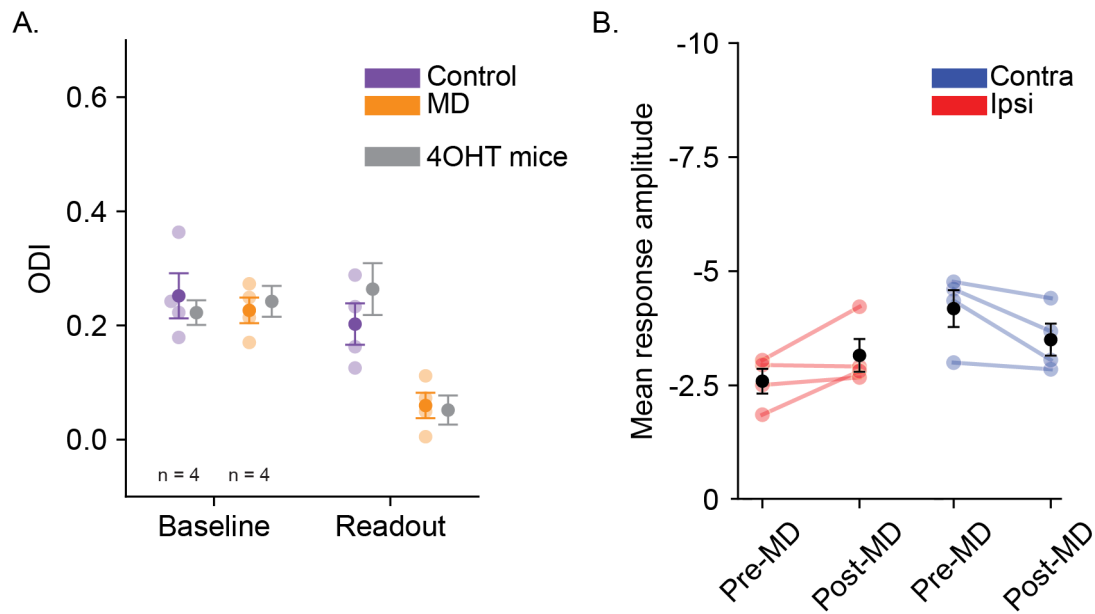 A.
ODI
0.6
0.4
0.2
0.0
Control
MD
4OHT mice
n = 4
n = 4
Baseline
Readout
B.
Mean response amplitude
-10
-7.5
-5
-2.5
0
Contra
Ipsi
Pre-MD
Post-MD
Pre-MD
Post-MD